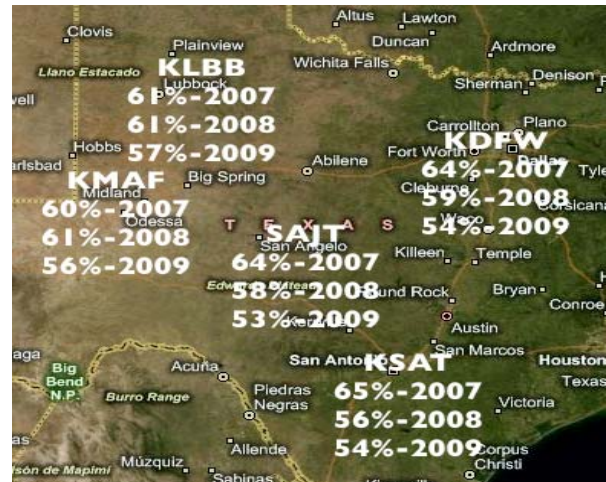 Altus
Lawton
Clovis
Duncan
Plainview
Ardmore
Llano Estacado
KLBB
Wichita Falls
Lubbock
Denison
Sherman
61%-2007
61%-2008
57%-2009
Carrollton
Plano
KDFW
Hobbs
Abilene
Fort Worth
Dallas
KMAF
Big Spring
64%-2007
Midland
Cleburne
60%-2007
59%-2008
Odessa
Waco
Corsicana
TEXAS
54%-2009
61%-2008
SAJT
San Angelo
Killeen
Temple
56%-2009
64%-2007
Edwards Plateau
58%-2008
Round Rock
Bryan
Conroe
53%-2009
Kerrville
Austin
San Antonio
San Marcos
Houston
KSAT
Big
Bend
N.P.
Acuña
Texas
Burro Range
Piedras
Negras
65%-2007
Victoria
56%-2008
Allende
54%-2009
Múzquiz
Corpus
Christi
Sabinas